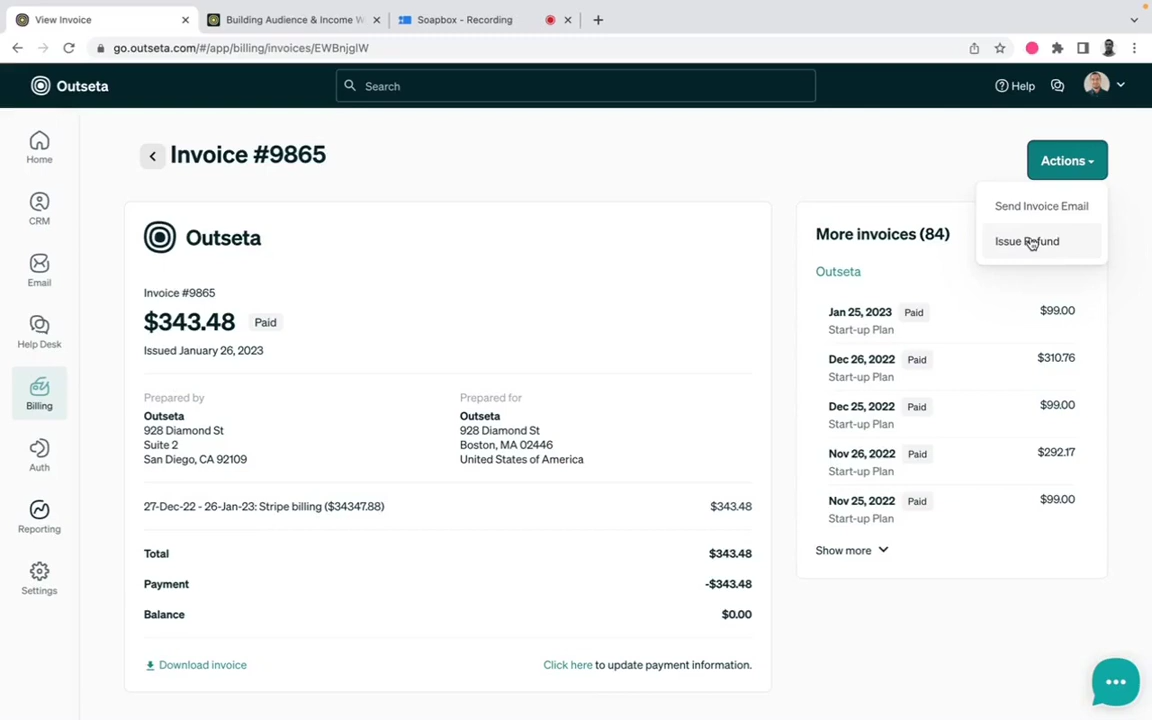 View Invoice
Building Audience & Income W
Soapbox - Recording
go.outseta.com/#/app/billing/invoices/EWBnjglW
Outseta
Search
Help
Home
CRM
Email
Help Desk
Billing
Auth
Reporting
Settings
Invoice #9865
Actions
Send Invoice Email
Issue Refund
Outseta
Invoice #9865
$343.48 Paid
Issued January 26, 2023
Prepared by
Outseta
928 Diamond St
Suite 2
San Diego, CA 92109
Prepared for
Outseta
928 Diamond St
Boston, MA 02446
United States of America
27-Dec-22 - 26-Jan-23: Stripe billing ($34347.88) $343.48
Total $343.48
Payment -$343.48
Balance $0.00
Download invoice
Click here to update payment information.
More invoices (84)
Outseta
Jan 25, 2023 Paid $99.00
Start-up Plan
Dec 26, 2022 Paid $310.76
Start-up Plan
Dec 25, 2022 Paid $99.00
Start-up Plan
Nov 26, 2022 Paid $292.17
Start-up Plan
Nov 25, 2022 Paid $99.00
Start-up Plan
Show more